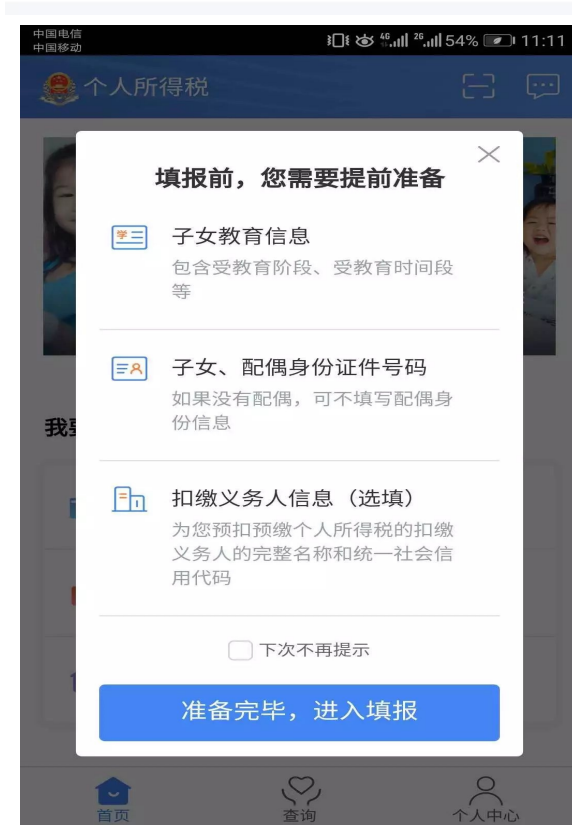 中国电信
中国移动
46 26 54% 11:11
个人所得税
填报前，您需要提前准备
学
子女教育信息
包含受教育阶段、受教育时间段
等
子女、配偶身份证件号码
如果没有配偶，可不填写配偶身
份信息
我要
扣缴义务人信息（选填）
为您预扣预缴个人所得税的扣缴
义务人的完整名称和统一社会信
用代码
下次不再提示
准备完毕，进入填报
首页
查询
个人中心